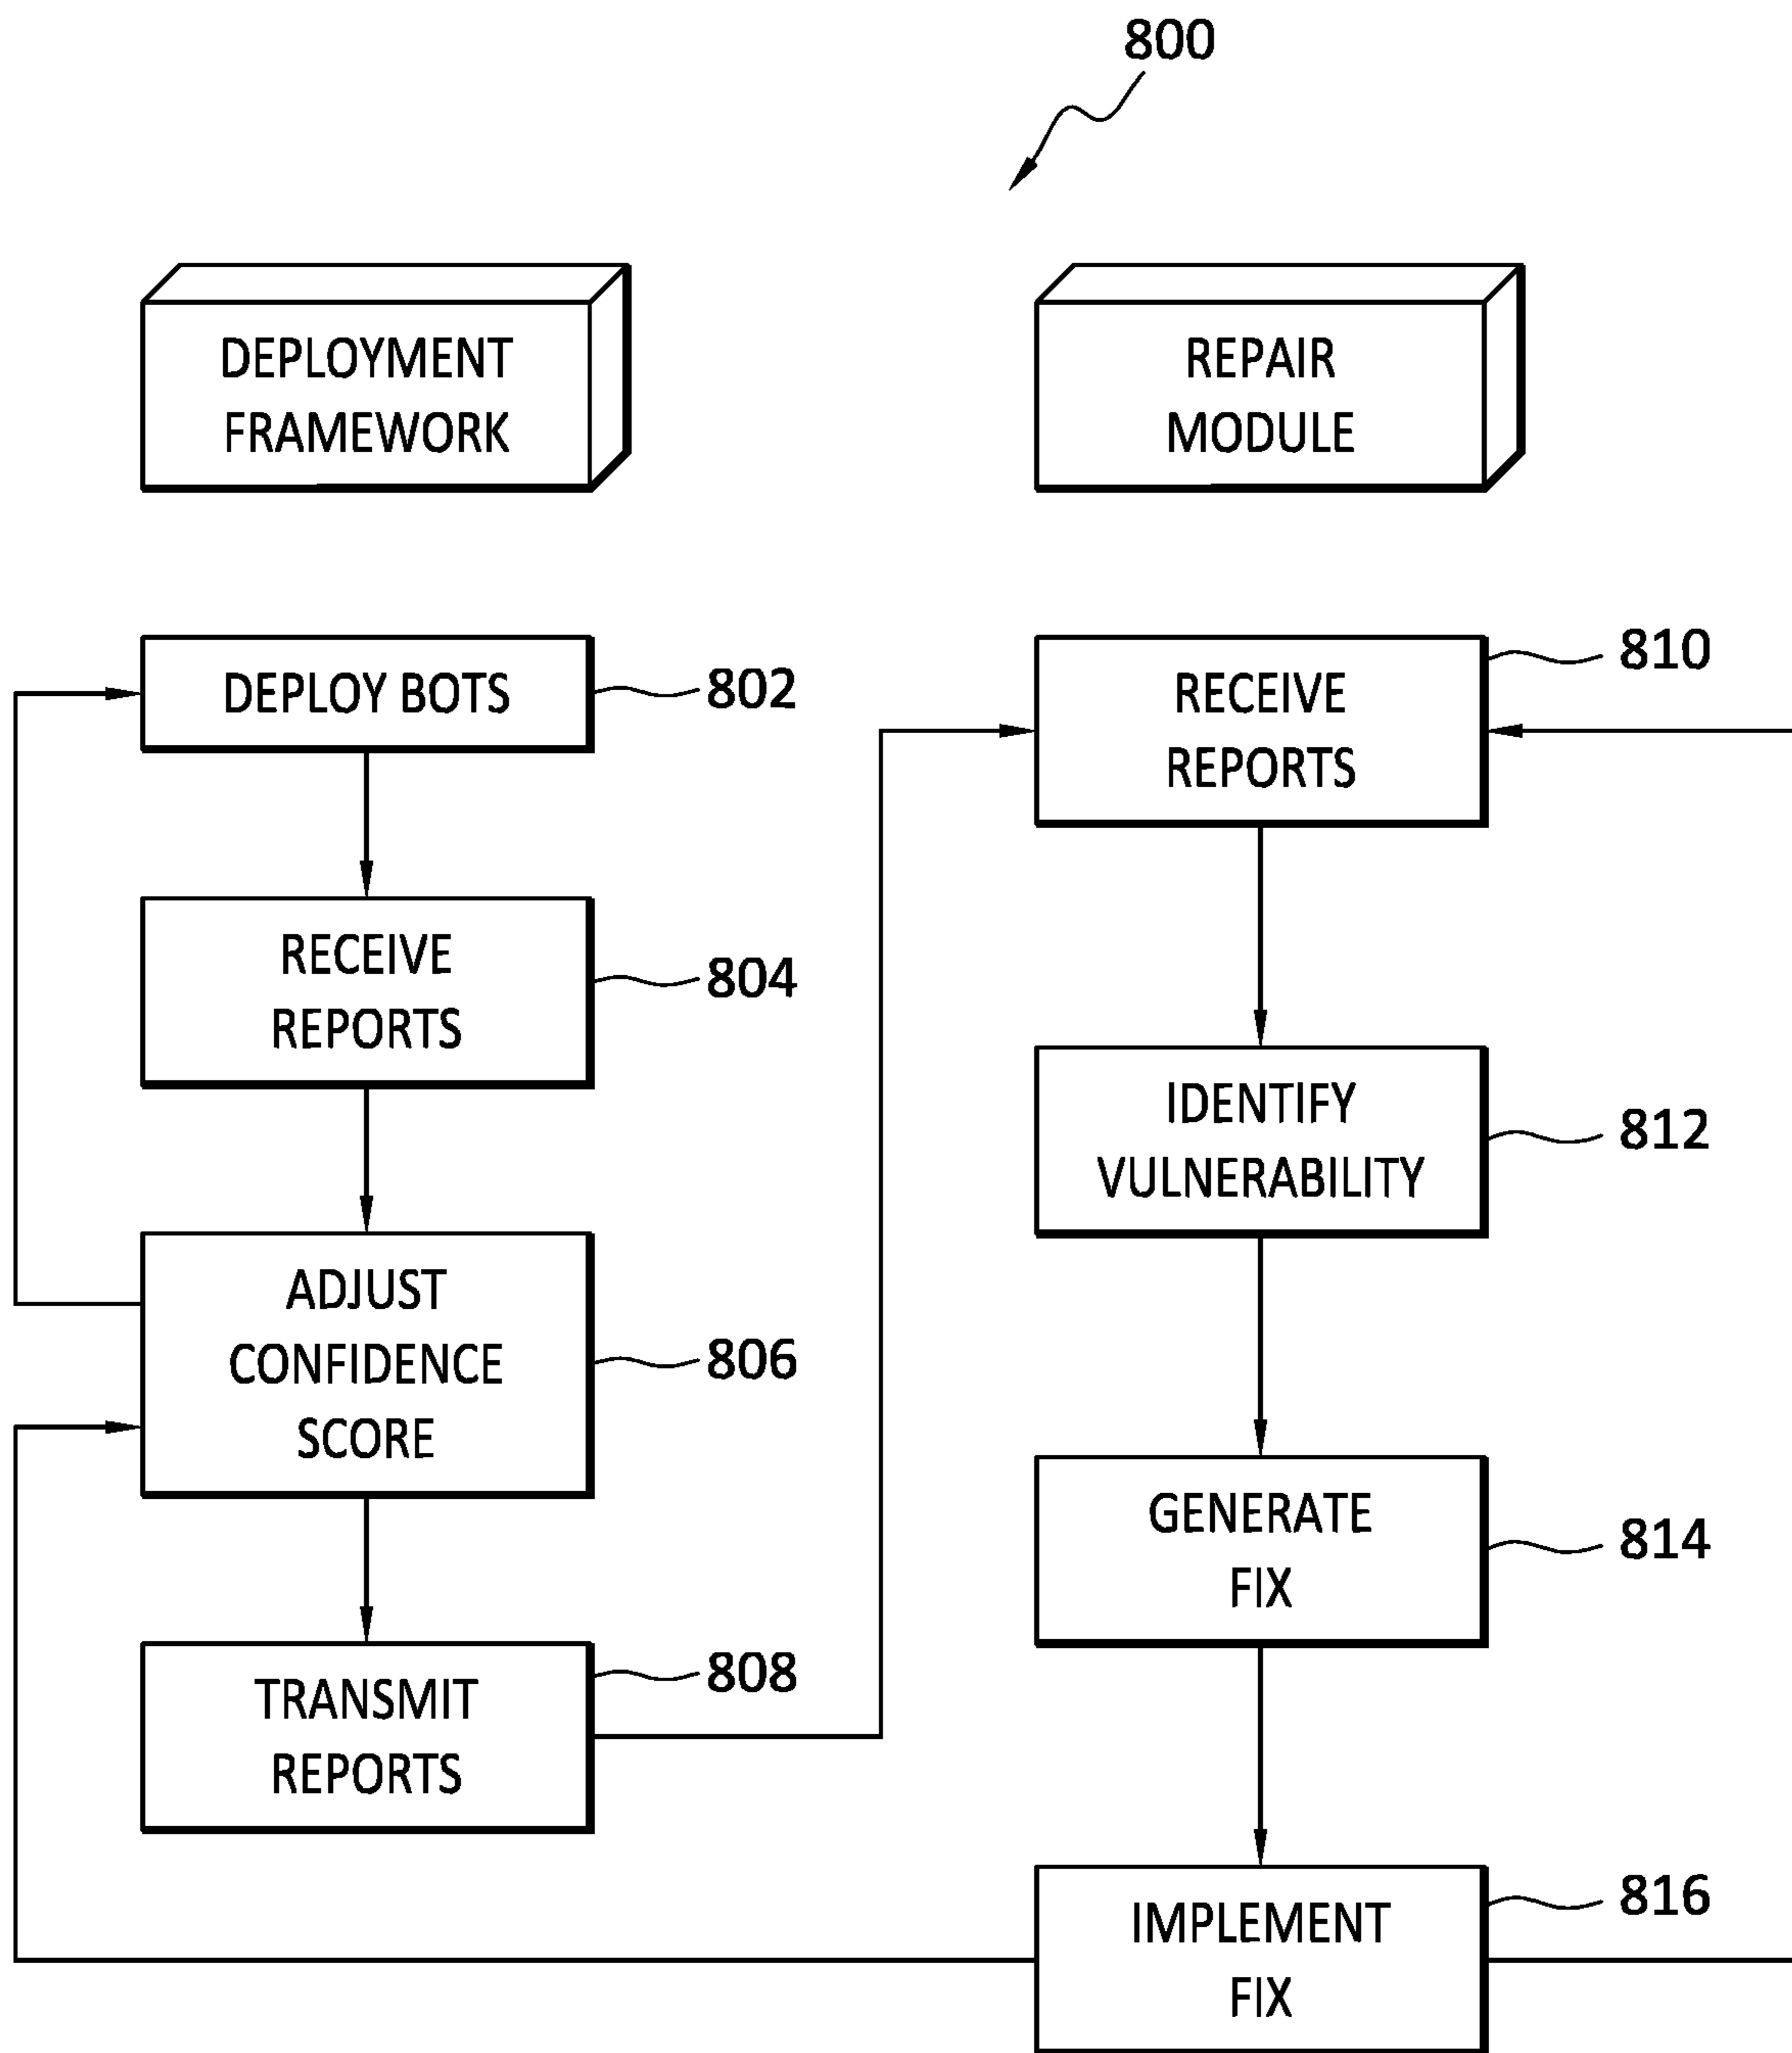 800
DEPLOYMENT
FRAMEWORK
REPAIR
MODULE
DEPLOY BOTS
802
RECEIVE
REPORTS
804
ADJUST
CONFIDENCE
SCORE
806
TRANSMIT
REPORTS
808
RECEIVE
REPORTS
810
IDENTIFY
VULNERABILITY
812
GENERATE
FIX
814
IMPLEMENT
FIX
816